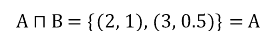 A ⊓ B = {(2, 1), (3, 0.5)} = A